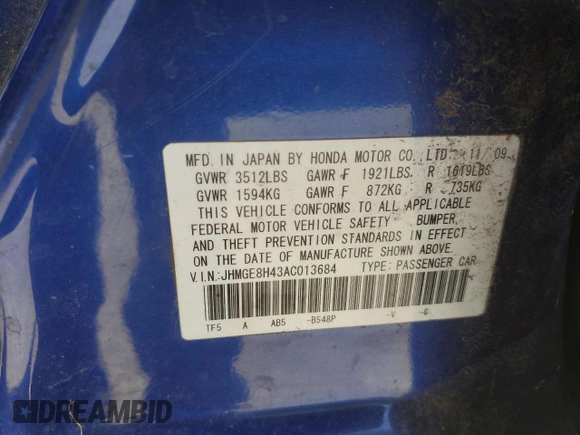 MFD. IN JAPAN BY HONDA MOTOR CO., LTD. 11/09
GVWR 3512LBS GAWR F 1921LBS R 1619LBS
GVWR 1594KG GAWR F 872KG R 735KG
THIS VEHICLE CONFORMS TO ALL APPLICABLE
FEDERAL MOTOR VEHICLE SAFETY, BUMPER,
AND THEFT PREVENTION STANDARDS IN EFFECT
ON THE DATE OF MANUFACTURE SHOWN ABOVE.
V.I.N.:JHMGE8H43AC013684 TYPE: PASSENGER CAR
TF5 A AB5 -B548P -V -G
DREAMBID